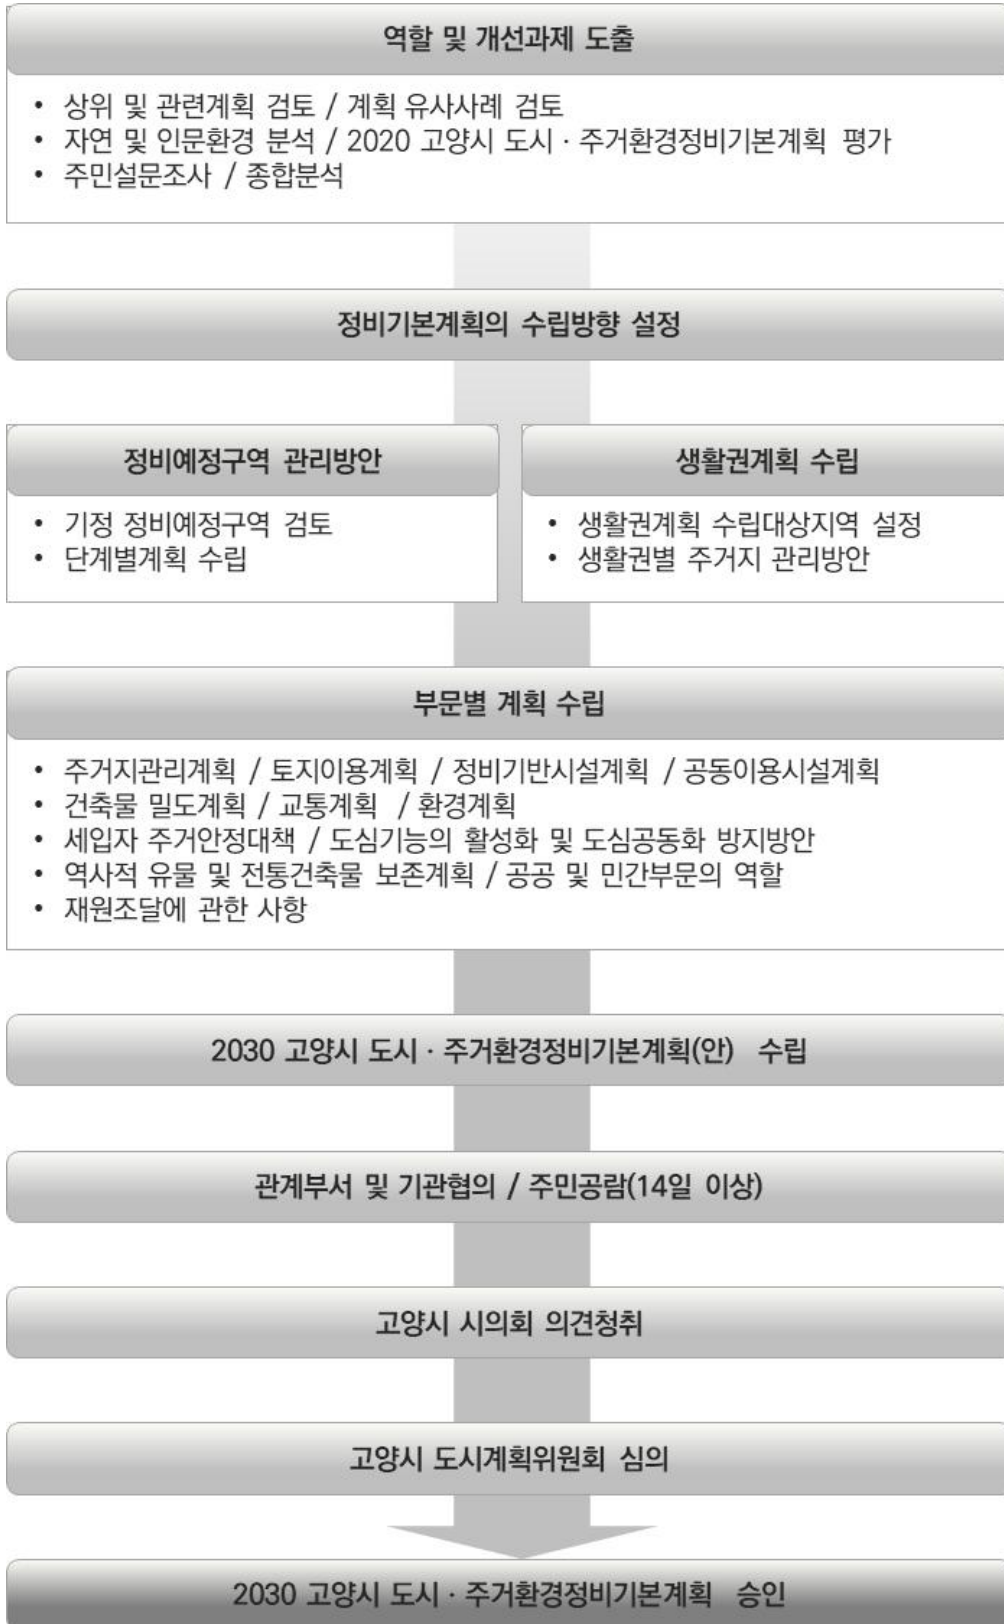 역할 및 개선과제 도출
• 상위 및 관련계획 검토 / 계획 유사사례 검토
• 자연 및 인문환경 분석 / 2020 고양시 도시 · 주거환경정비기본계획 평가
• 주민설문조사 / 종합분석
정비기본계획의 수립방향 설정
정비예정구역 관리방안
• 기정 정비예정구역 검토
• 단계별계획 수립
생활권계획 수립
• 생활권계획 수립대상지역 설정
• 생활권별 주거지 관리방안
부문별 계획 수립
• 주거지관리계획 / 토지이용계획 / 정비기반시설계획 / 공동이용시설계획
• 건축물 밀도계획 / 교통계획 / 환경계획
• 세입자 주거안정대책 / 도심기능의 활성화 및 도심공동화 방지방안
• 역사적 유물 및 전통건축물 보존계획 / 공공 및 민간부문의 역할
• 재원조달에 관한 사항
2030 고양시 도시 · 주거환경정비기본계획(안) 수립
관계부서 및 기관협의 / 주민공람(14일 이상)
고양시 시의회 의견청취
고양시 도시계획위원회 심의
2030 고양시 도시 · 주거환경정비기본계획 승인